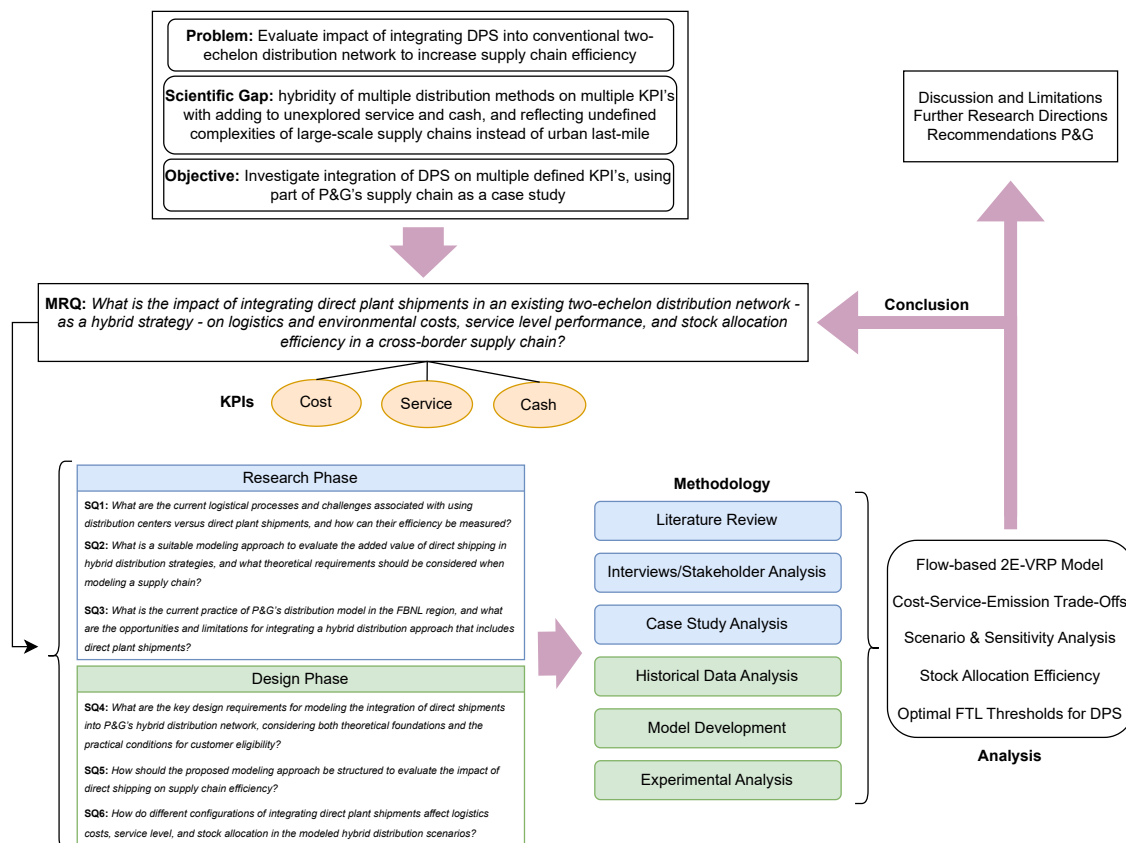 Problem: Evaluate impact of integrating DPS into conventional two-
echelon distribution network to increase supply chain efficiency
Scientific Gap: hybridity of multiple distribution methods on multiple KPI's
with adding to unexplored service and cash, and reflecting undefined
complexities of large-scale supply chains instead of urban last-mile
Objective: Investigate integration of DPS on multiple defined KPI's, using
part of P&G's supply chain as a case study
Discussion and Limitations
Further Research Directions
Recommendations P&G
MRQ: What is the impact of integrating direct plant shipments in an existing two-echelon distribution network -
as a hybrid strategy - on logistics and environmental costs, service level performance, and stock allocation
efficiency in a cross-border supply chain?
Conclusion
KPIs
Cost
Service
Cash
Research Phase
SQ1: What are the current logistical processes and challenges associated with using
distribution centers versus direct plant shipments, and how can their efficiency be measured?
SQ2: What is a suitable modeling approach to evaluate the added value of direct shipping in
hybrid distribution strategies, and what theoretical requirements should be considered when
modeling a supply chain?
SQ3: What is the current practice of P&G's distribution model in the FBNL region, and what
are the opportunities and limitations for integrating a hybrid distribution approach that includes
direct plant shipments?
Design Phase
SQ4: What are the key design requirements for modeling the integration of direct shipments
into P&G's hybrid distribution network, considering both theoretical foundations and the
practical conditions for customer eligibility?
SQ5: How should the proposed modeling approach be structured to evaluate the impact of
direct shipping on supply chain efficiency?
SQ6: How do different configurations of integrating direct plant shipments affect logistics
costs, service level, and stock allocation in the modeled hybrid distribution scenarios?
Methodology
Literature Review
Interviews/Stakeholder Analysis
Case Study Analysis
Historical Data Analysis
Model Development
Experimental Analysis
Flow-based 2E-VRP Model
Cost-Service-Emission Trade-Offs
Scenario & Sensitivity Analysis
Stock Allocation Efficiency
Optimal FTL Thresholds for DPS
Analysis